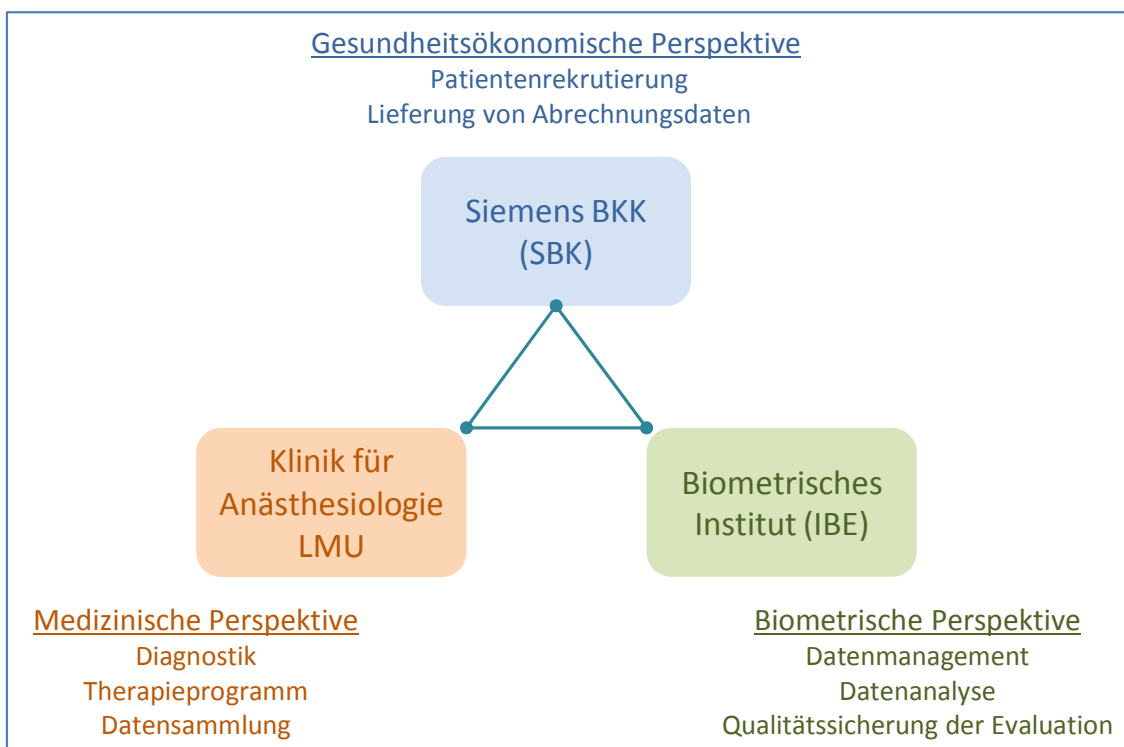 Gesundheitsökonomische Perspektive
Patientenrekrutierung
Lieferung von Abrechnungsdaten
Siemens BKK
(SBK)
Klinik für
Anästhesiologie
LMU
Biometrisches
Institut (IBE)
Medizinische Perspektive
Diagnostik
Therapieprogramm
Datensammlung
Biometrische Perspektive
Datenmanagement
Datenanalyse
Qualitätssicherung der Evaluation